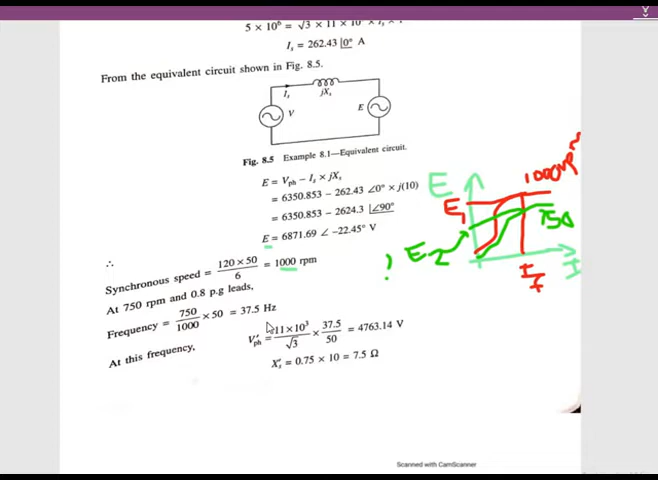 5 × 10⁶ = √3 × 11 × 10
I_s = 262.43 |0° A
From the equivalent circuit shown in Fig. 8.5.
I_s jX_s
V E
Fig. 8.5 Example 8.1—Equivalent circuit.
E = V_ph − I_s × jX_s
= 6350.853 − 262.43 ∠0° × j(10)
= 6350.853 − 2624.3 |∠90°
∴ E = 6871.69 ∠ −22.45° V
Synchronous speed = 120 × 50 / 6 = 1000 rpm
At 750 rpm and 0.8 p.g leads,
Frequency = 750 / 1000 × 50 = 37.5 Hz
At this frequency,
V′_ph = 11 × 10³ / √3 × 37.5 / 50 = 4763.14 V
X′_s = 0.75 × 10 = 7.5 Ω
E 1000
E₁ 750
? E₂
I_f I
Scanned with CamScanner